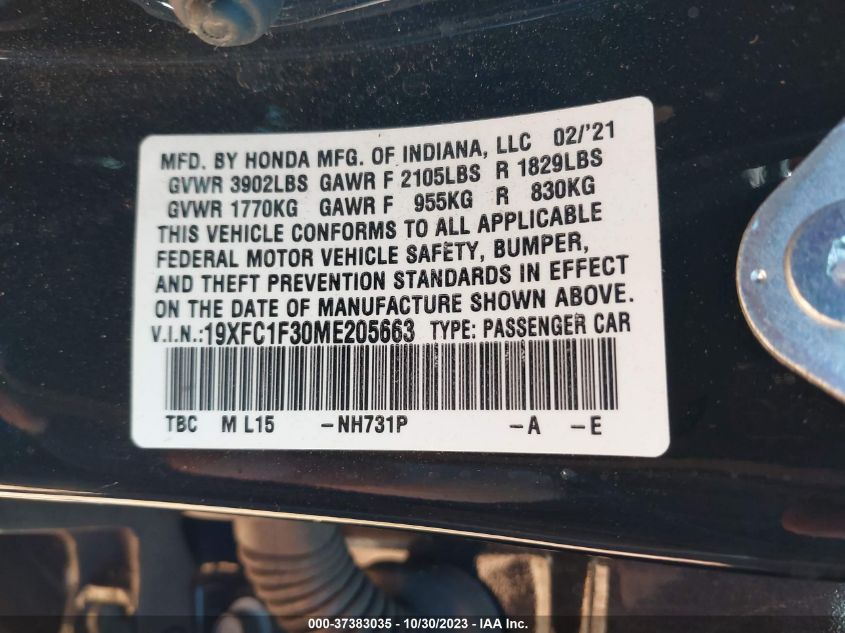 MFD. BY HONDA MFG. OF INDIANA, LLC 02/'21
GVWR 3902LBS GAWR F 2105LBS R 1829LBS
GVWR 1770KG GAWR F 955KG R 830KG
THIS VEHICLE CONFORMS TO ALL APPLICABLE
FEDERAL MOTOR VEHICLE SAFETY, BUMPER,
AND THEFT PREVENTION STANDARDS IN EFFECT
ON THE DATE OF MANUFACTURE SHOWN ABOVE.
V.I.N.:19XFC1F30ME205663 TYPE: PASSENGER CAR
TBC M L15 -NH731P -A -E
000-37383035 - 10/30/2023 - IAA Inc.